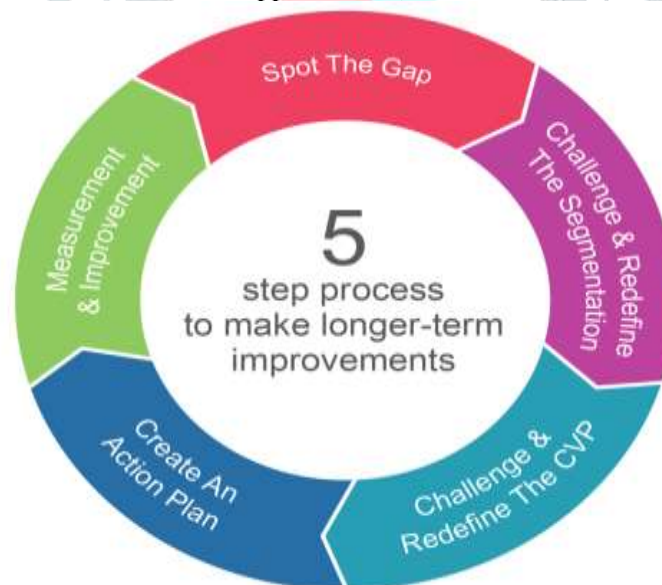 Spot The Gap
Challenge & Redefine
The Segmentation
Challenge &
Redefine The CVP
Create An
Action Plan
Measurement
& Improvement
5
step process
to make longer-term
improvements